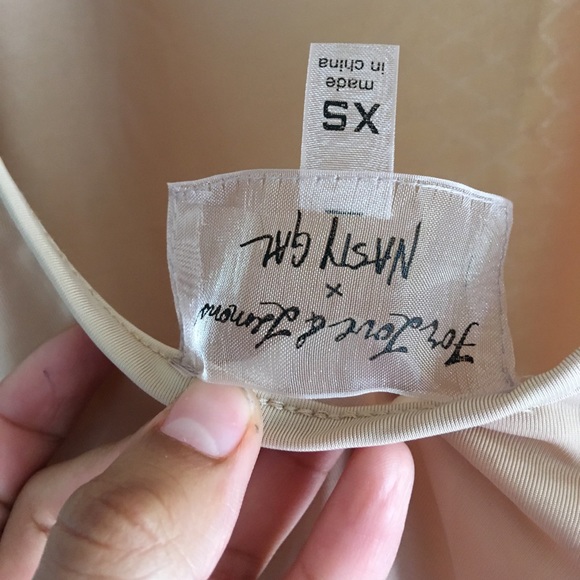 For Love & Lemons
x
NASTY GAL
XS
made
in china